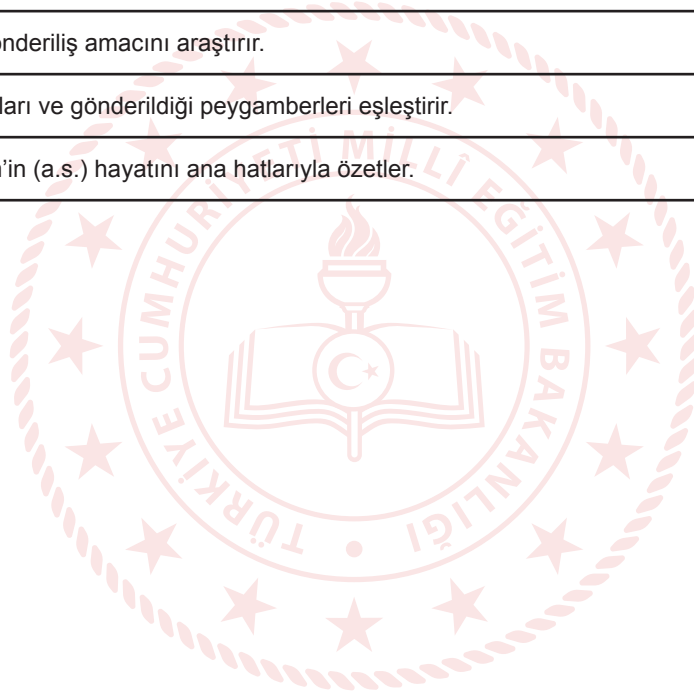 önderiliş amacını araştırır.
ları ve gönderildiği peygamberleri eşleştirir.
'in (a.s.) hayatını ana hatlarıyla özetler.
TÜRKİYE CUMHURİYETİ MİLLÎ EĞİTİM BAKANLIĞI